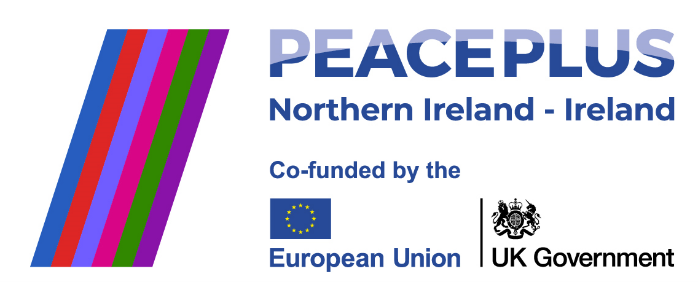 PEACEPLUS
Northern Ireland - Ireland
Co-funded by the
European Union
UK Government